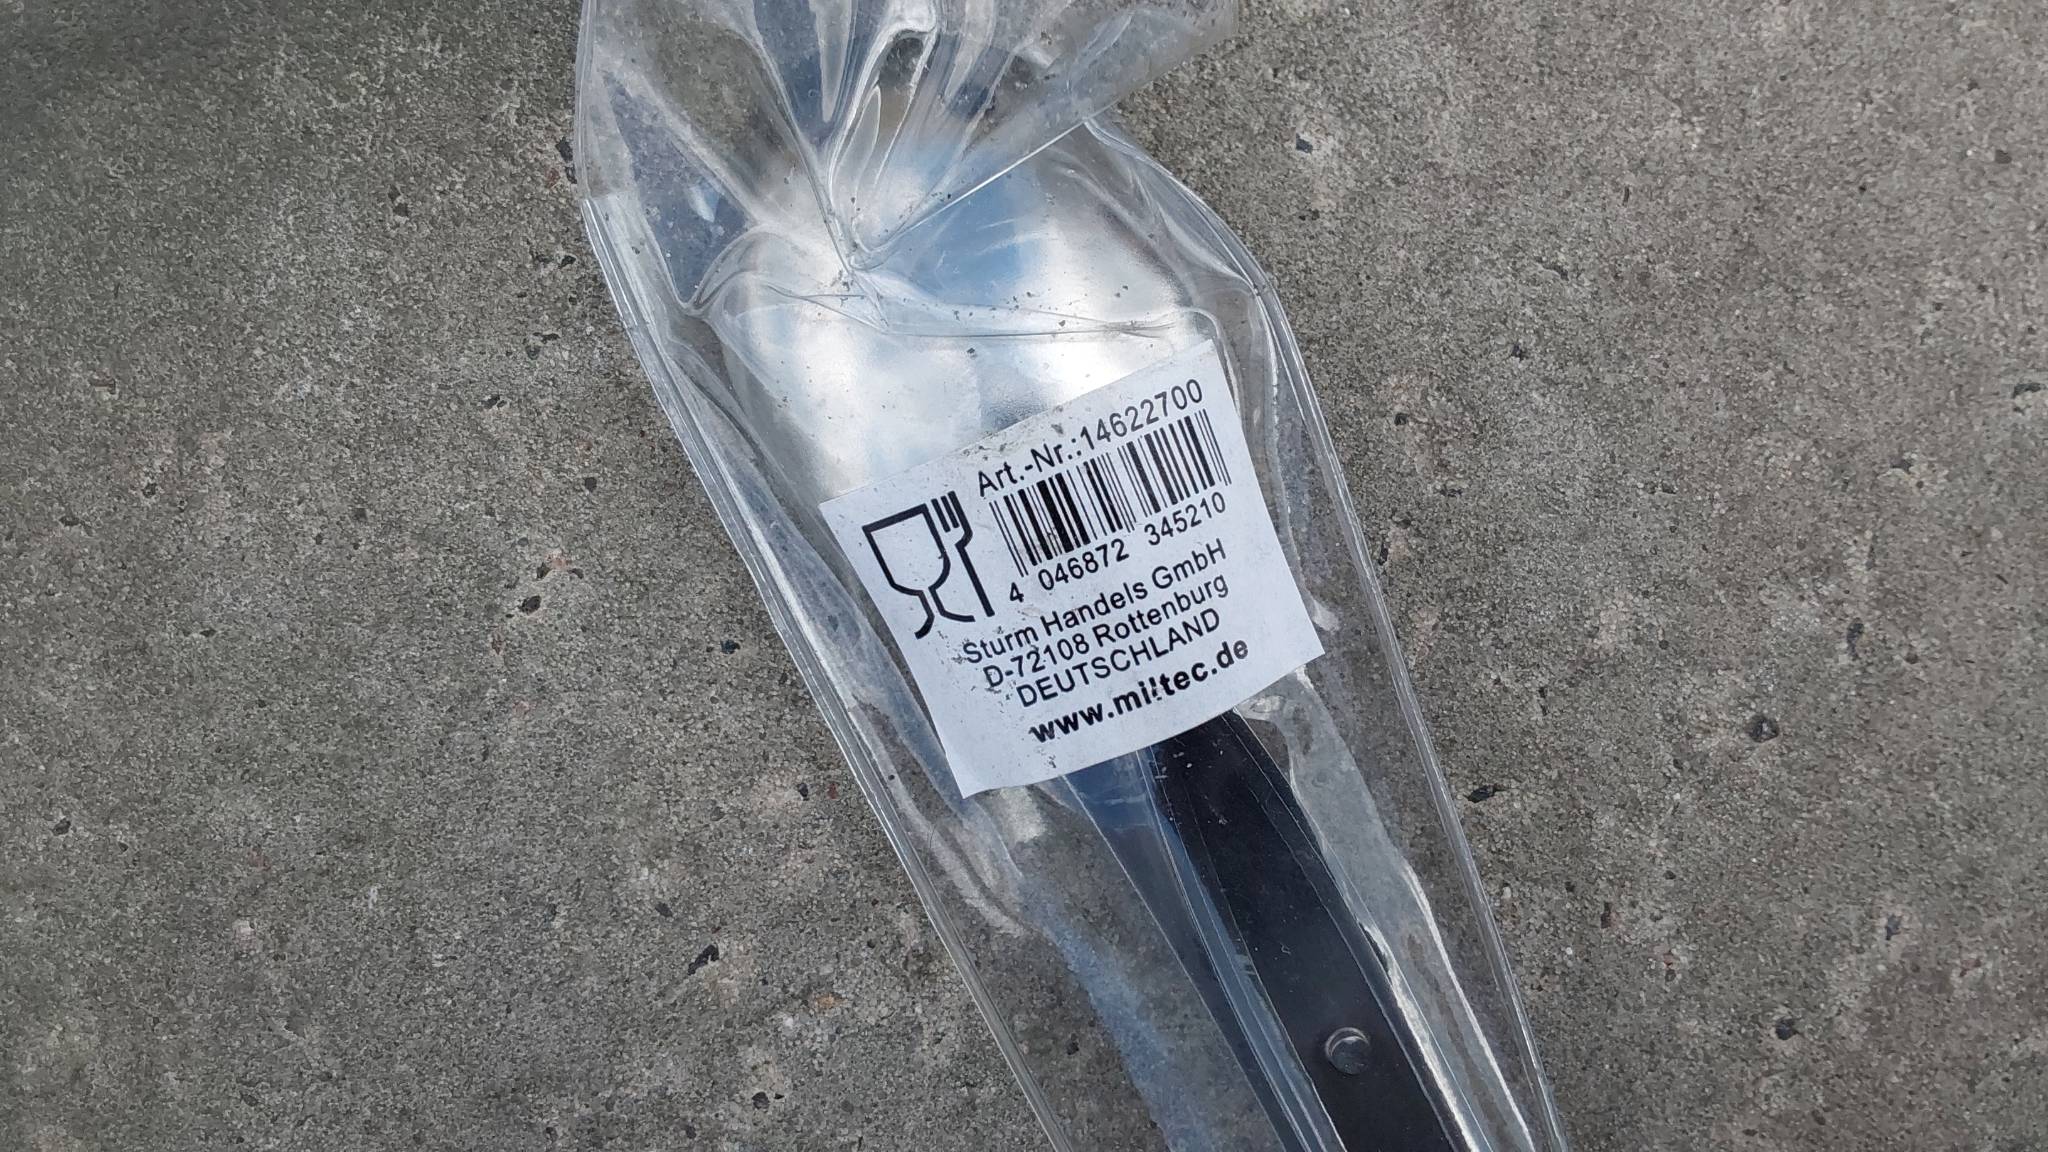 Art.-Nr.:14622700
4 046872 345210
Sturm Handels GmbH
D-72108 Rottenburg
DEUTSCHLAND
www.miltec.de